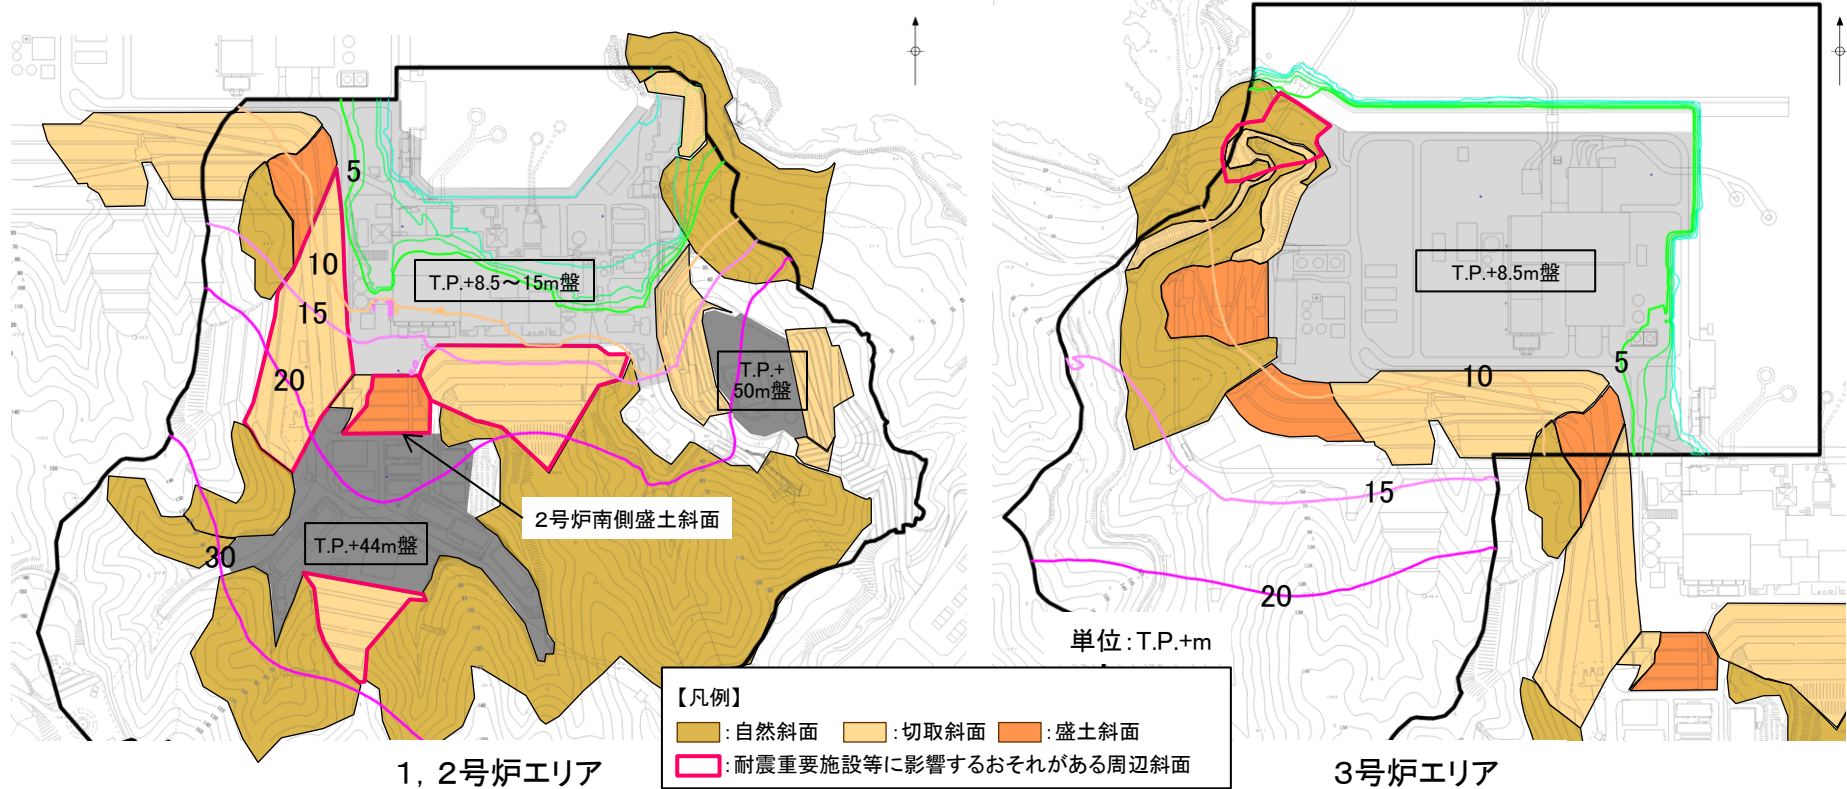 5
10
15
20
30
T.P.+8.5～15m盤
T.P.+
50m盤
２号炉南側盛土斜面
T.P.+44m盤
１，２号炉エリア
T.P.+8.5m盤
5
10
15
20
単位：T.P.+m
【凡例】
：自然斜面 ：切取斜面 ：盛土斜面
：耐震重要施設等に影響するおそれがある周辺斜面
３号炉エリア